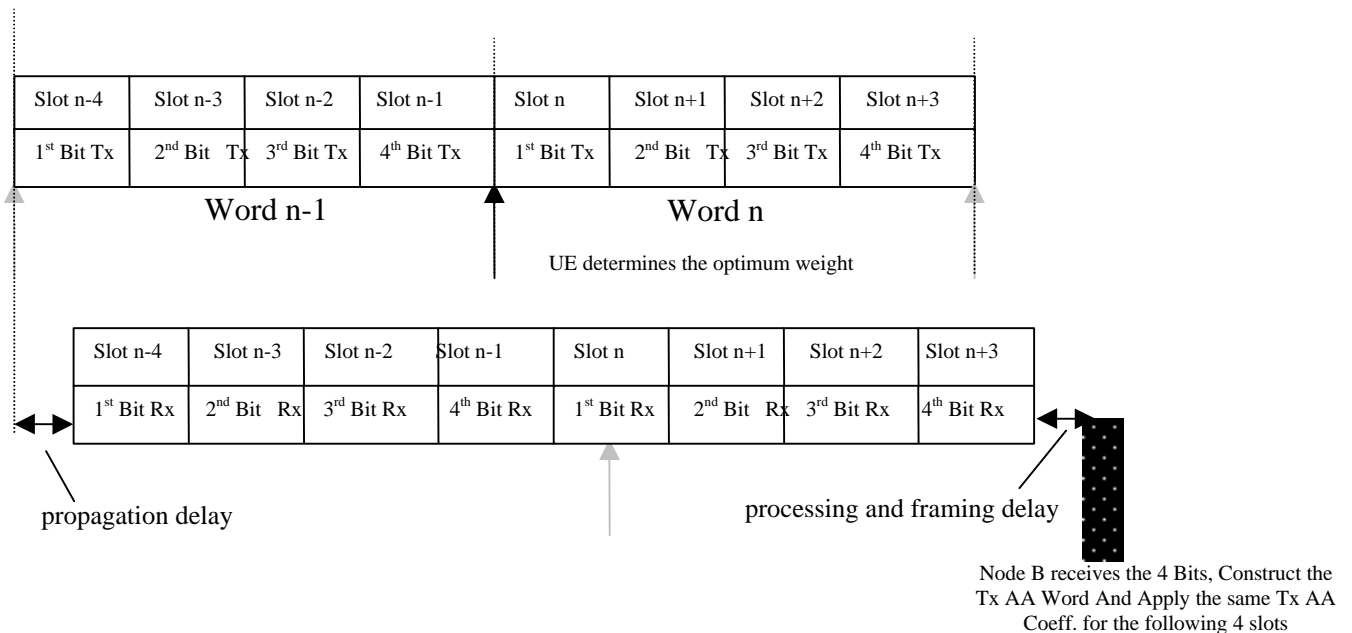 Slot n-4 Slot n-3 Slot n-2 Slot n-1 Slot n Slot n+1 Slot n+2 Slot n+3
1st Bit Tx 2nd Bit Tx 3rd Bit Tx 4th Bit Tx 1st Bit Tx 2nd Bit Tx 3rd Bit Tx 4th Bit Tx
Word n-1 Word n
UE determines the optimum weight
Slot n-4 Slot n-3 Slot n-2 Slot n-1 Slot n Slot n+1 Slot n+2 Slot n+3
1st Bit Rx 2nd Bit Rx 3rd Bit Rx 4th Bit Rx 1st Bit Rx 2nd Bit Rx 3rd Bit Rx 4th Bit Rx
propagation delay processing and framing delay
Node B receives the 4 Bits, Construct the
Tx AA Word And Apply the same Tx AA
Coeff. for the following 4 slots